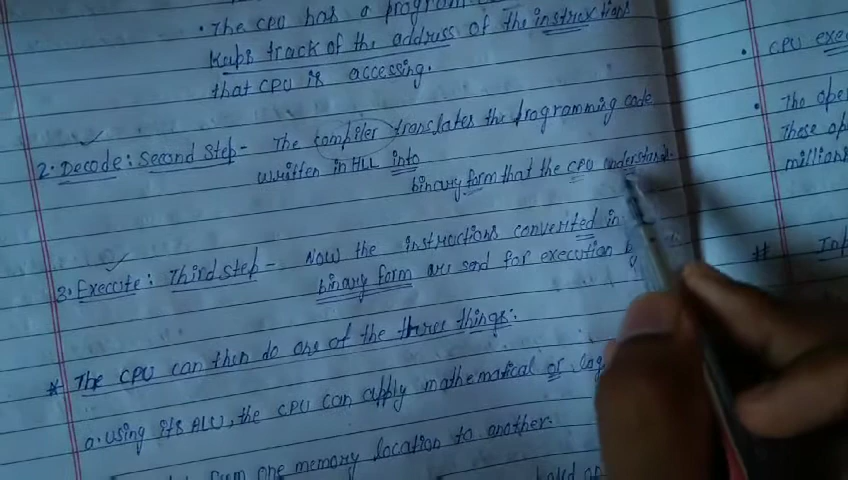 • The CPU has a program
Keeps track of the address of the instructions
that CPU is accessing.
2. Decode: Second Step - The compiler translates the programming code
written in HLL into
binary form that the CPU understand.
3. Execute: Third step - Now the instructions converted in
binary form are send for execution
* The CPU can then do one of the three things:
a. using its ALU, the CPU can apply mathematical or log
from one memory location to another.
• CPU exe
• The ope
These op
million
# Inp